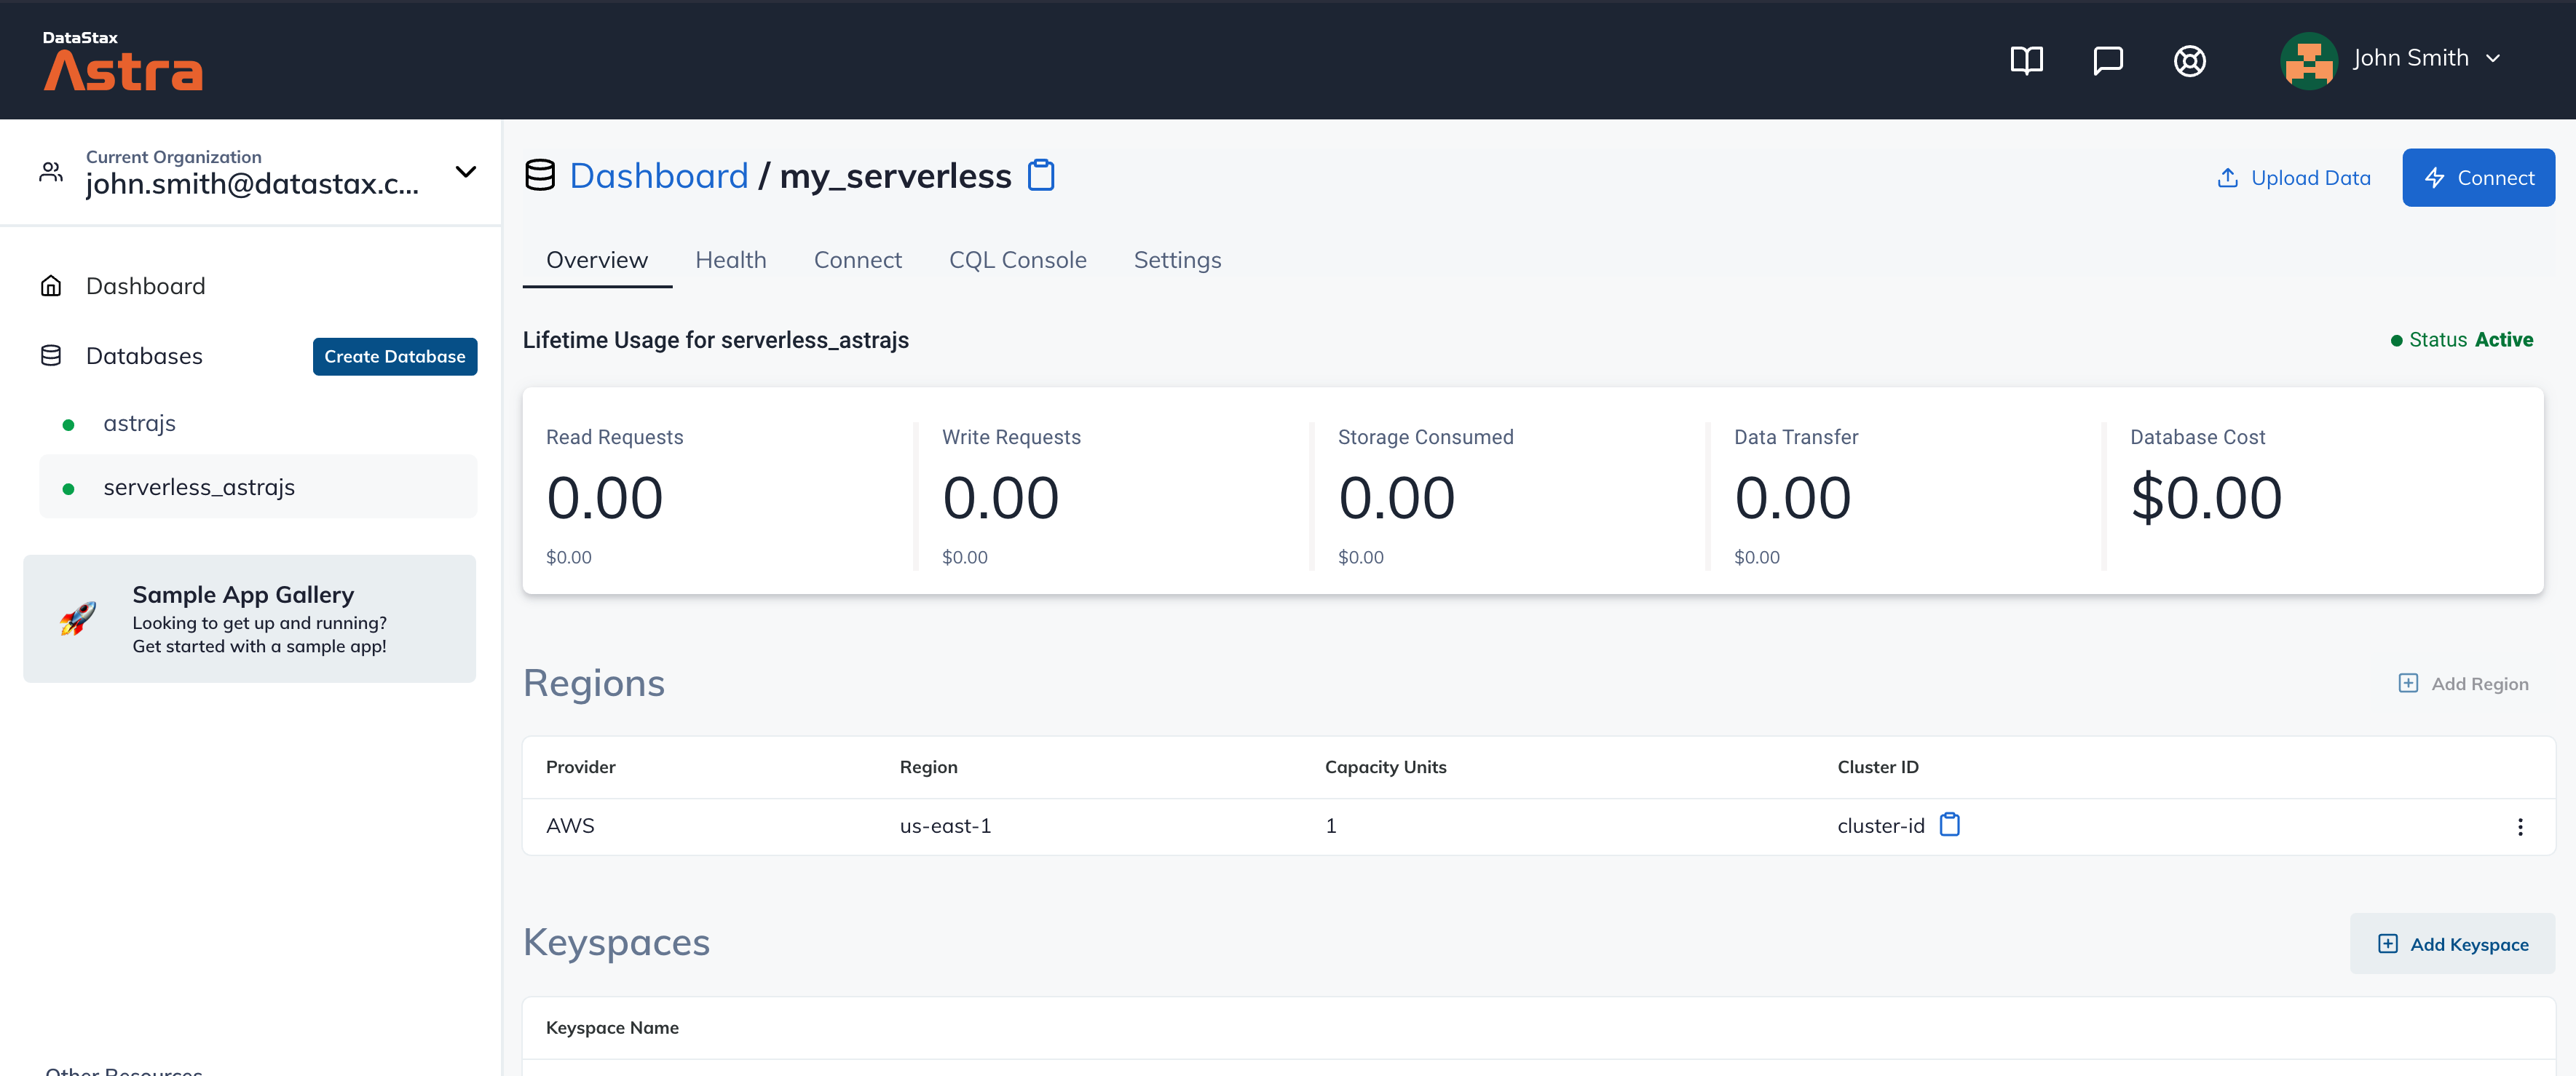 DataStax
Astra
John Smith
Current Organization
john.smith@datastax.c...
Dashboard
Databases
Create Database
astrajs
serverless_astrajs
Sample App Gallery
Looking to get up and running?
Get started with a sample app!
Other Resources
Dashboard / my_serverless
Upload Data
Connect
Overview Health Connect CQL Console Settings
Lifetime Usage for serverless_astrajs
Status Active
Read Requests
0.00
$0.00
Write Requests
0.00
$0.00
Storage Consumed
0.00
$0.00
Data Transfer
0.00
$0.00
Database Cost
$0.00
Regions
Add Region
Provider Region Capacity Units Cluster ID
AWS us-east-1 1 cluster-id
Keyspaces
Add Keyspace
Keyspace Name